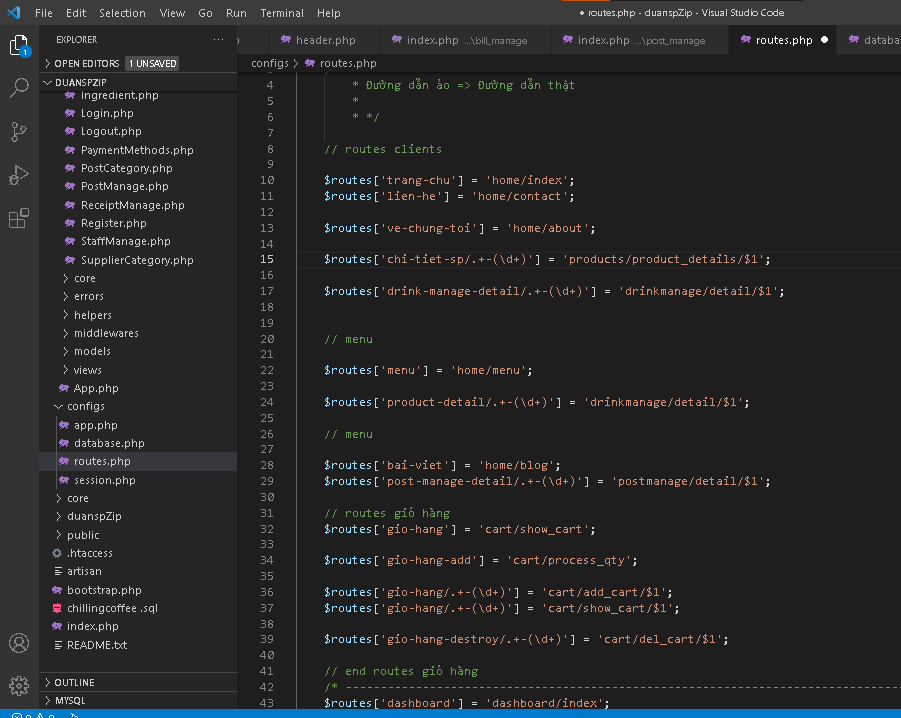 File Edit Selection View Go Run Terminal Help
● routes.php - duanspZip - Visual Studio Code
EXPLORER ...
header.php
index.php ...\bill_manage
index.php ...\post_manage
routes.php ●
databa
OPEN EDITORS 1 UNSAVED
configs > routes.php
DUANSPZIP
Ingredient.php
Login.php
Logout.php
PaymentMethods.php
PostCategory.php
PostManage.php
ReceiptManage.php
Register.php
StaffManage.php
SupplierCategory.php
core
errors
helpers
middlewares
models
views
App.php
configs
app.php
database.php
routes.php
session.php
core
duanspZip
public
.htaccess
artisan
bootstrap.php
chillingcoffee .sql
index.php
README.txt
OUTLINE
MYSQL
1
4 * Đường dẫn ảo => Đường dẫn thật
5 *
6 * */
7
8 // routes clients
9
10 $routes['trang-chu'] = 'home/index';
11 $routes['lien-he'] = 'home/contact';
12
13 $routes['ve-chung-toi'] = 'home/about';
14
15 $routes['chi-tiet-sp/.+-(\d+)'] = 'products/product_details/$1';
16
17 $routes['drink-manage-detail/.+-(\d+)'] = 'drinkmanage/detail/$1';
18
19
20 // menu
21
22 $routes['menu'] = 'home/menu';
23
24 $routes['product-detail/.+-(\d+)'] = 'drinkmanage/detail/$1';
25
26 // menu
27
28 $routes['bai-viet'] = 'home/blog';
29 $routes['post-manage-detail/.+-(\d+)'] = 'postmanage/detail/$1';
30
31 // routes giỏ hàng
32 $routes['gio-hang'] = 'cart/show_cart';
33
34 $routes['gio-hang-add'] = 'cart/process_qty';
35
36 $routes['gio-hang/.+-(\d+)'] = 'cart/add_cart/$1';
37 $routes['gio-hang/.+-(\d+)'] = 'cart/show_cart/$1';
38
39 $routes['gio-hang-destroy/.+-(\d+)'] = 'cart/del_cart/$1';
40
41 // end routes giỏ hàng
42 /* --------------------------------------------------------------------------------
43 $routes['dashboard'] = 'dashboard/index';